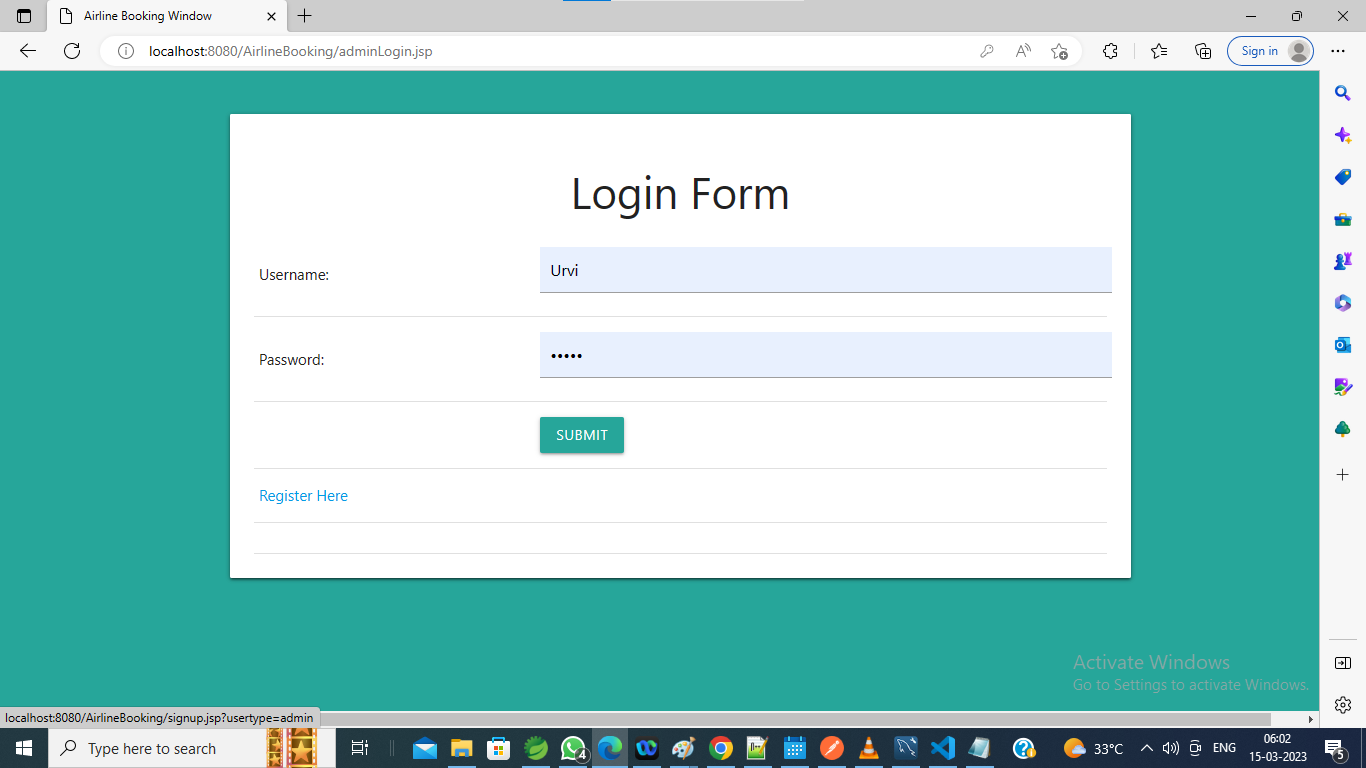 Airline Booking Window
localhost:8080/AirlineBooking/adminLogin.jsp
Sign in
Login Form
Username:
Urvi
Password:
•••••
SUBMIT
Register Here
Activate Windows
Go to Settings to activate Windows.
localhost:8080/AirlineBooking/signup.jsp?usertype=admin
Type here to search
4
33°C
ENG
06:02
15-03-2023
5